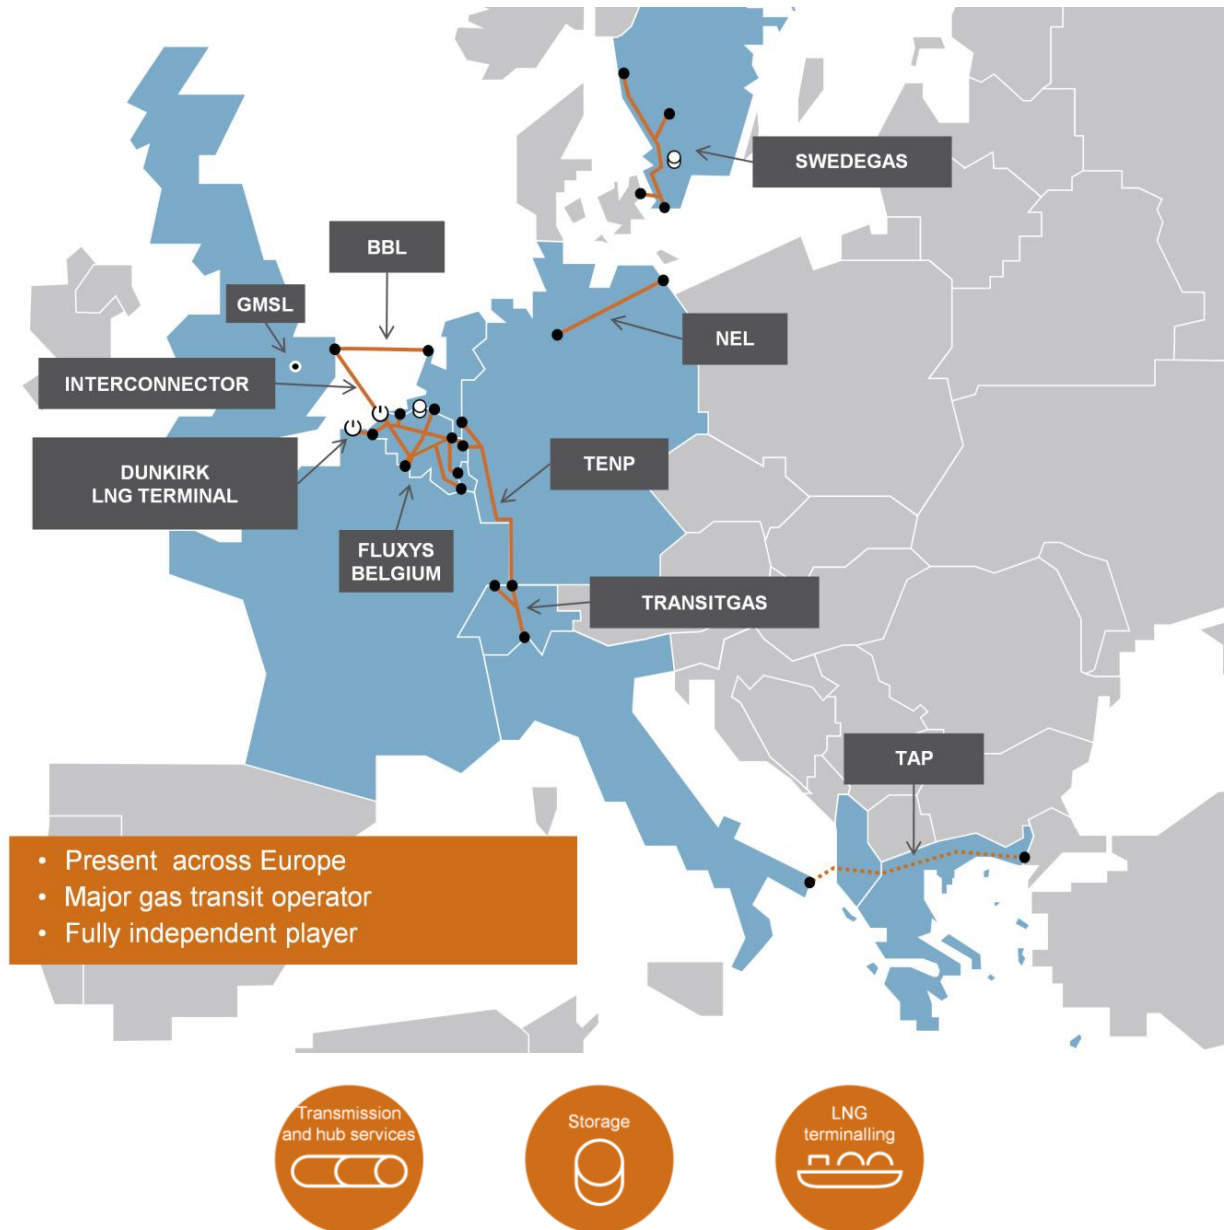 SWEDEGAS
BBL
GMSL
NEL
INTERCONNECTOR
DUNKIRK
LNG TERMINAL
TENP
FLUXYS
BELGIUM
TRANSITGAS
TAP
• Present across Europe
• Major gas transit operator
• Fully independent player
Transmission
and hub services
Storage
LNG
terminalling